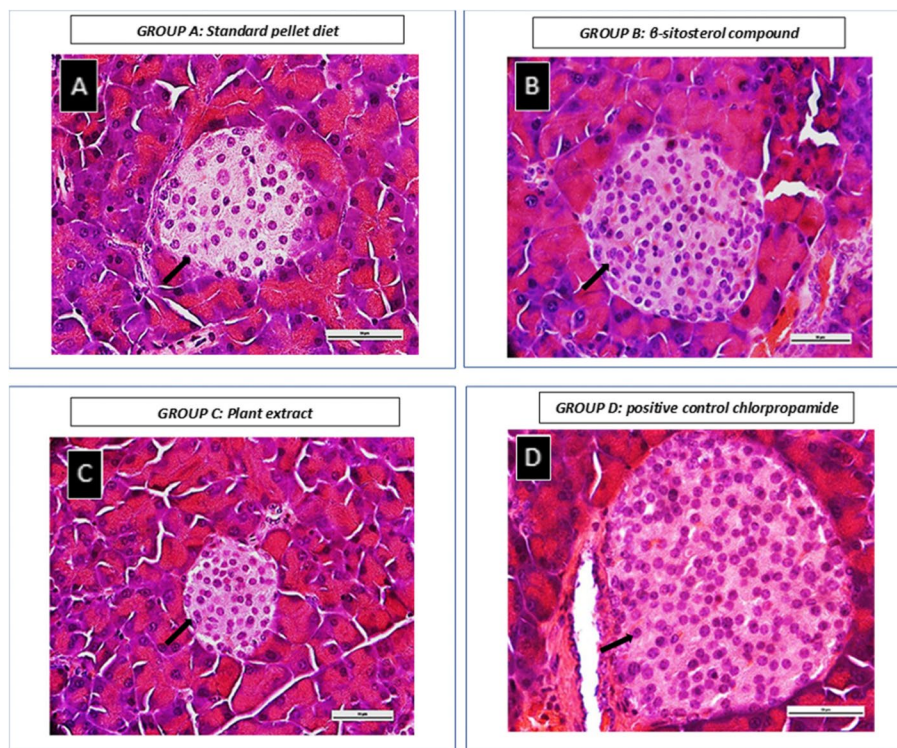 GROUP A: Standard pellet diet
GROUP B: β-sitosterol compound
A
B
GROUP C: Plant extract
GROUP D: positive control chlorpropamide
C
D